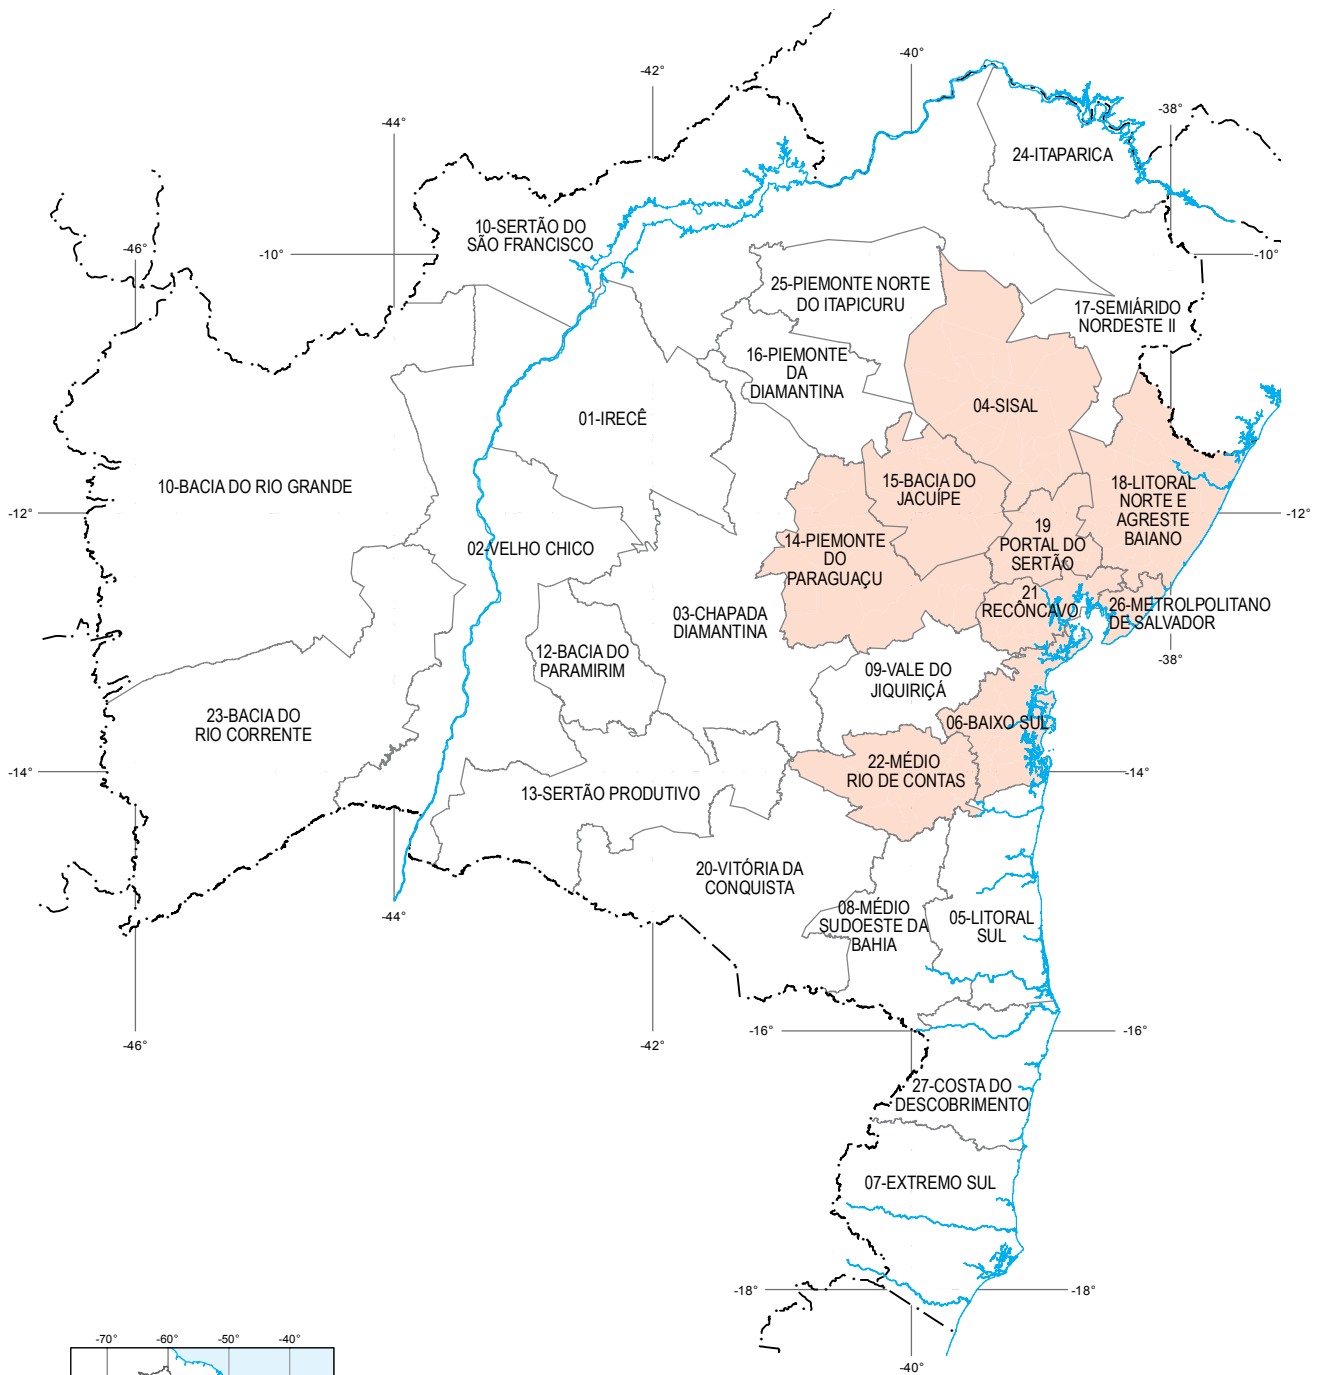 -40°
-42°
-38°
-44°
24-ITAPARICA
10-SERTÃO DO
SÃO FRANCISCO
-46°
-10°
-10°
25-PIEMONTE NORTE
DO ITAPICURU
17-SEMIÁRIDO
NORDESTE II
16-PIEMONTE
DA
DIAMANTINA
01-IRECÊ
04-SISAL
10-BACIA DO RIO GRANDE
15-BACIA DO
JACUÍPE
18-LITORAL
NORTE E
AGRESTE
BAIANO
-12°
-12°
19
PORTAL DO
SERTÃO
14-PIEMONTE
DO
PARAGUAÇU
02-VELHO CHICO
21
RECÔNCAVO
26-METROLPOLITANO
DE SALVADOR
03-CHAPADA
DIAMANTINA
-38°
12-BACIA DO
PARAMIRIM
09-VALE DO
JIQUIRIÇÁ
23-BACIA DO
RIO CORRENTE
06-BAIXO SUL
22-MÉDIO
RIO DE CONTAS
-14°
-14°
13-SERTÃO PRODUTIVO
20-VITÓRIA DA
CONQUISTA
-44°
08-MÉDIO
SUDOESTE DA
BAHIA
05-LITORAL
SUL
-16°
-16°
-46°
-42°
27-COSTA DO
DESCOBRIMENTO
07-EXTREMO SUL
-18°
-18°
-40°
-70°
-60°
-50°
-40°